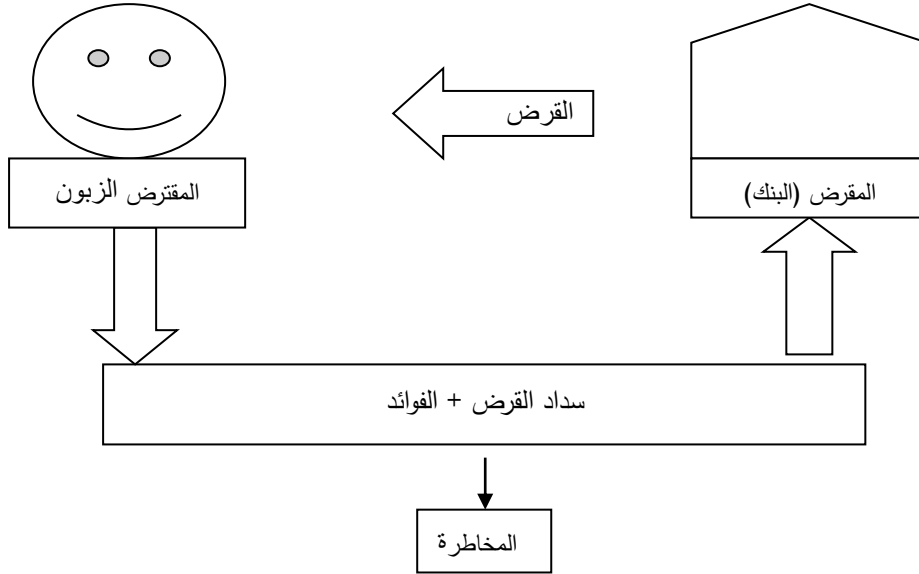 القرض
المقرض (البنك)
المقترض الزبون
سداد القرض + الفوائد
المخاطرة